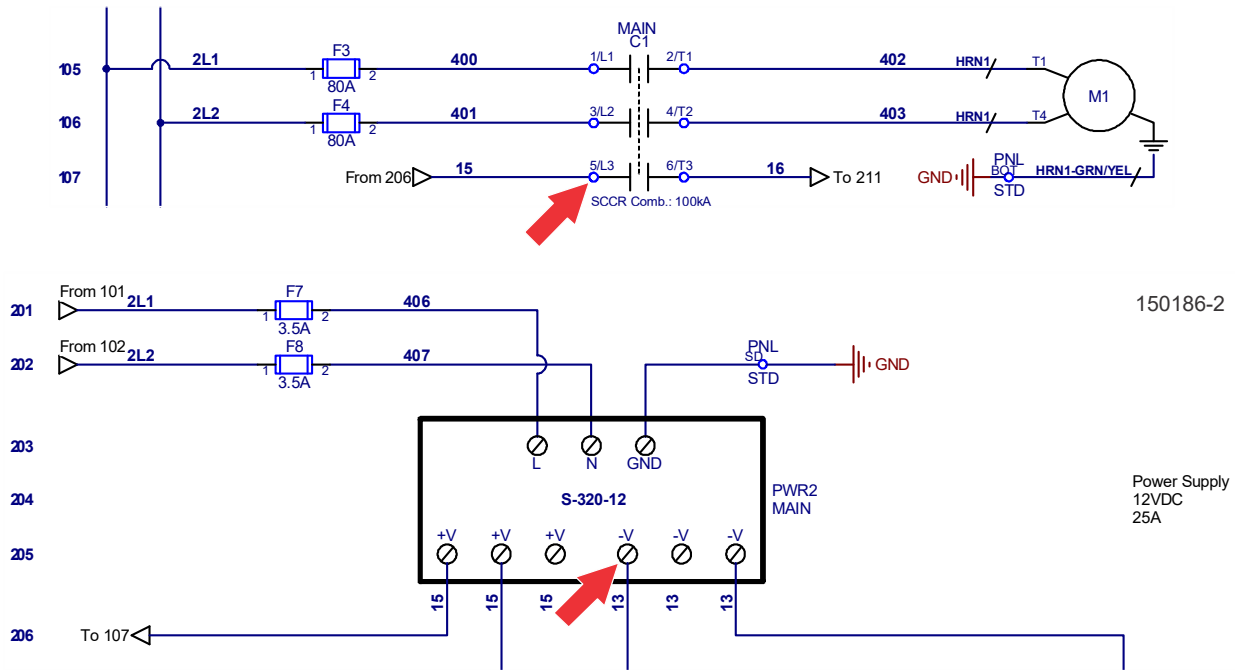 MAIN
C1
105 2L1 F3 400 1/L1 2/T1 402 HRN1 T1
1 2
80A
M1
106 2L2 F4 401 3/L2 4/T2 403 HRN1 T4
1 2
80A
107 From 206 15 5/L3 6/T3 16 To 211 GND PNL HRN1-GRN/YEL
BOT
STD
SCCR Comb.: 100kA
From 101
201 2L1 F7 406 150186-2
1 2
3.5A
From 102
202 2L2 F8 407 PNL
1 2 SD GND
3.5A STD
203 L N GND
204 S-320-12 PWR2
MAIN
Power Supply
12VDC
25A
+V +V +V -V -V -V
205
15 15 15 13 13 13
206 To 107